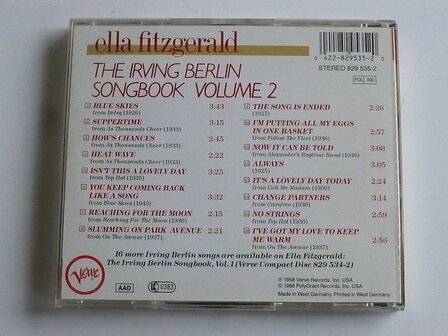 ella fitzgerald
THE IRVING BERLIN
SONGBOOK VOLUME 2
0 422-829535-2 0
STEREO 829 535-2
POL 900
BLUE SKIES 3:43
from Betsy (1926)
SUPPERTIME 3:15
from As Thousands Cheer (1933)
HOW'S CHANCES 2:45
from As Thousands Cheer (1933)
HEAT WAVE 2:22
from As Thousands Cheer (1933)
ISN'T THIS A LOVELY DAY 3:25
from Top Hat (1935)
YOU KEEP COMING BACK
LIKE A SONG 3:32
from Blue Skies (1943)
REACHING FOR THE MOON 2:15
from Reaching For The Moon (1930)
SLUMMING ON PARK AVENUE 2:21
from On The Avenue (1937)
THE SONG IS ENDED 2:26
(1927)
I'M PUTTING ALL MY EGGS
IN ONE BASKET 2:57
from Follow The Fleet (1936)
NOW IT CAN BE TOLD 3:08
from Alexander's Ragtime Band (1938)
ALWAYS 3:05
(1925)
IT'S A LOVELY DAY TODAY 2:24
from Call Me Madam (1950)
CHANGE PARTNERS 3:14
from Carefree (1938)
NO STRINGS 2:59
from Top Hat (1935)
I'VE GOT MY LOVE TO KEEP
ME WARM 2:56
from On The Avenue (1937)
16 more Irving Berlin songs are available on Ella Fitzgerald:
The Irving Berlin Songbook, Vol. 1 (Verve Compact Disc 829 534-2)
Verve
AAD
0383
℗ 1958 Verve Records, USA
© 1986 PolyGram Records, Inc., USA
Made in West Germany. Printed in West Germany.